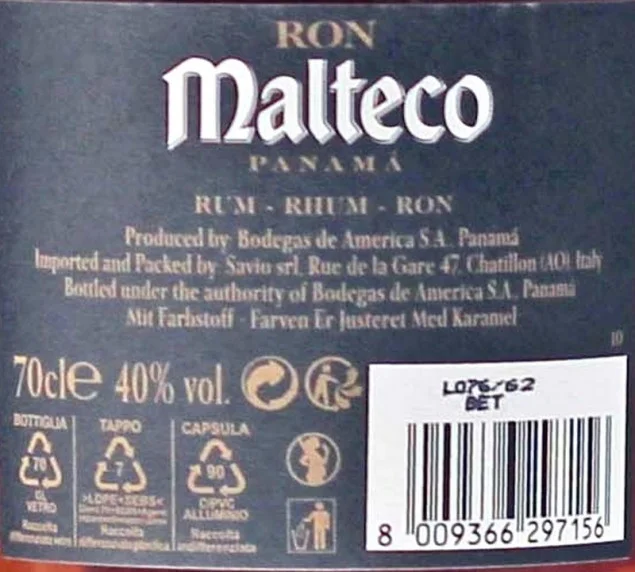 RON
Malteco
PANAMÁ
RUM - RHUM - RON
Produced by Bodegas de America S.A. Panamá
Imported and Packed by Savio srl. Rue de la Gare 47, Chatillon (AO) Italy
Bottled under the authority of Bodegas de America S.A. Panamá
Mit Farbstoff - Farven Er Justeret Med Karamel
10
70cl e 40% vol.
L076/62
BET
BOTTIGLIA
70
GL
VETRO
Raccolta
differenziata vetro
TAPPO
7
>LDPE+SEBS<
Raccolta
CAPSULA
90
C/PVC
ALLUMINIO
Raccolta
indifferenziata
8 009366 297156